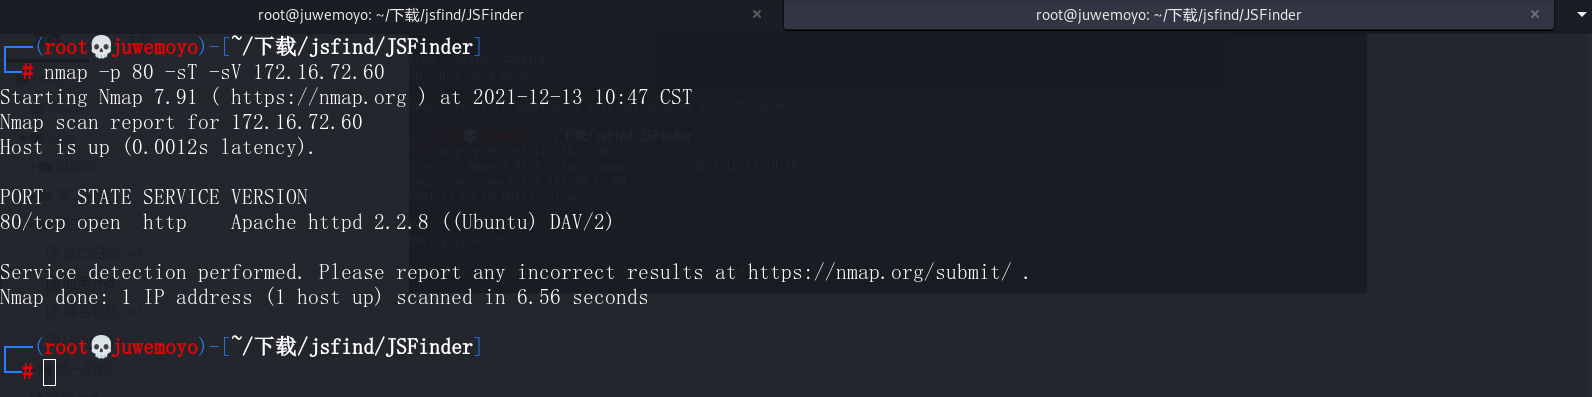 root@juwemoyo: ~/下载/jsfind/JSFinder × root@juwemoyo: ~/下载/jsfind/JSFinder ×
(root💀juwemoyo)-[~/下载/jsfind/JSFinder]
# nmap -p 80 -sT -sV 172.16.72.60
Starting Nmap 7.91 ( https://nmap.org ) at 2021-12-13 10:47 CST
Nmap scan report for 172.16.72.60
Host is up (0.0012s latency).
PORT   STATE SERVICE VERSION
80/tcp open  http    Apache httpd 2.2.8 ((Ubuntu) DAV/2)
Service detection performed. Please report any incorrect results at https://nmap.org/submit/ .
Nmap done: 1 IP address (1 host up) scanned in 6.56 seconds
(root💀juwemoyo)-[~/下载/jsfind/JSFinder]
#